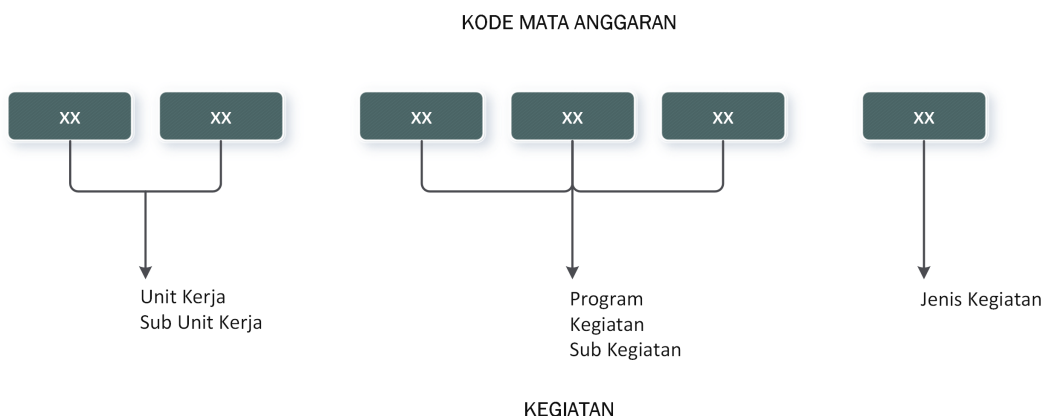 KODE MATA ANGGARAN
XX XX XX XX XX XX
Unit Kerja
Sub Unit Kerja
Program
Kegiatan
Sub Kegiatan
Jenis Kegiatan
KEGIATAN